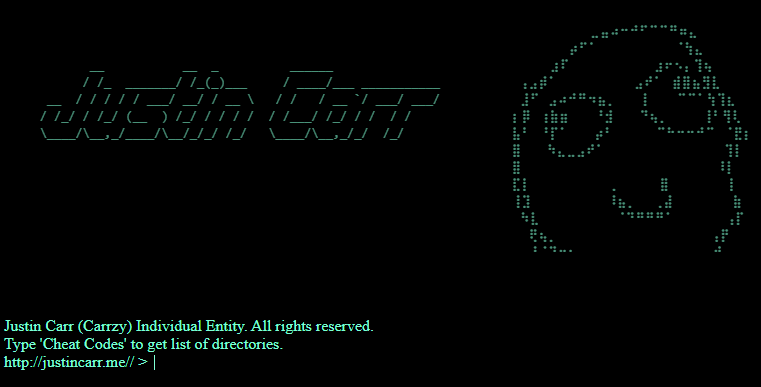 Justin Carr
Justin Carr (Carrzy) Individual Entity. All rights reserved.
Type 'Cheat Codes' to get list of directories.
http://justincarr.me// > |